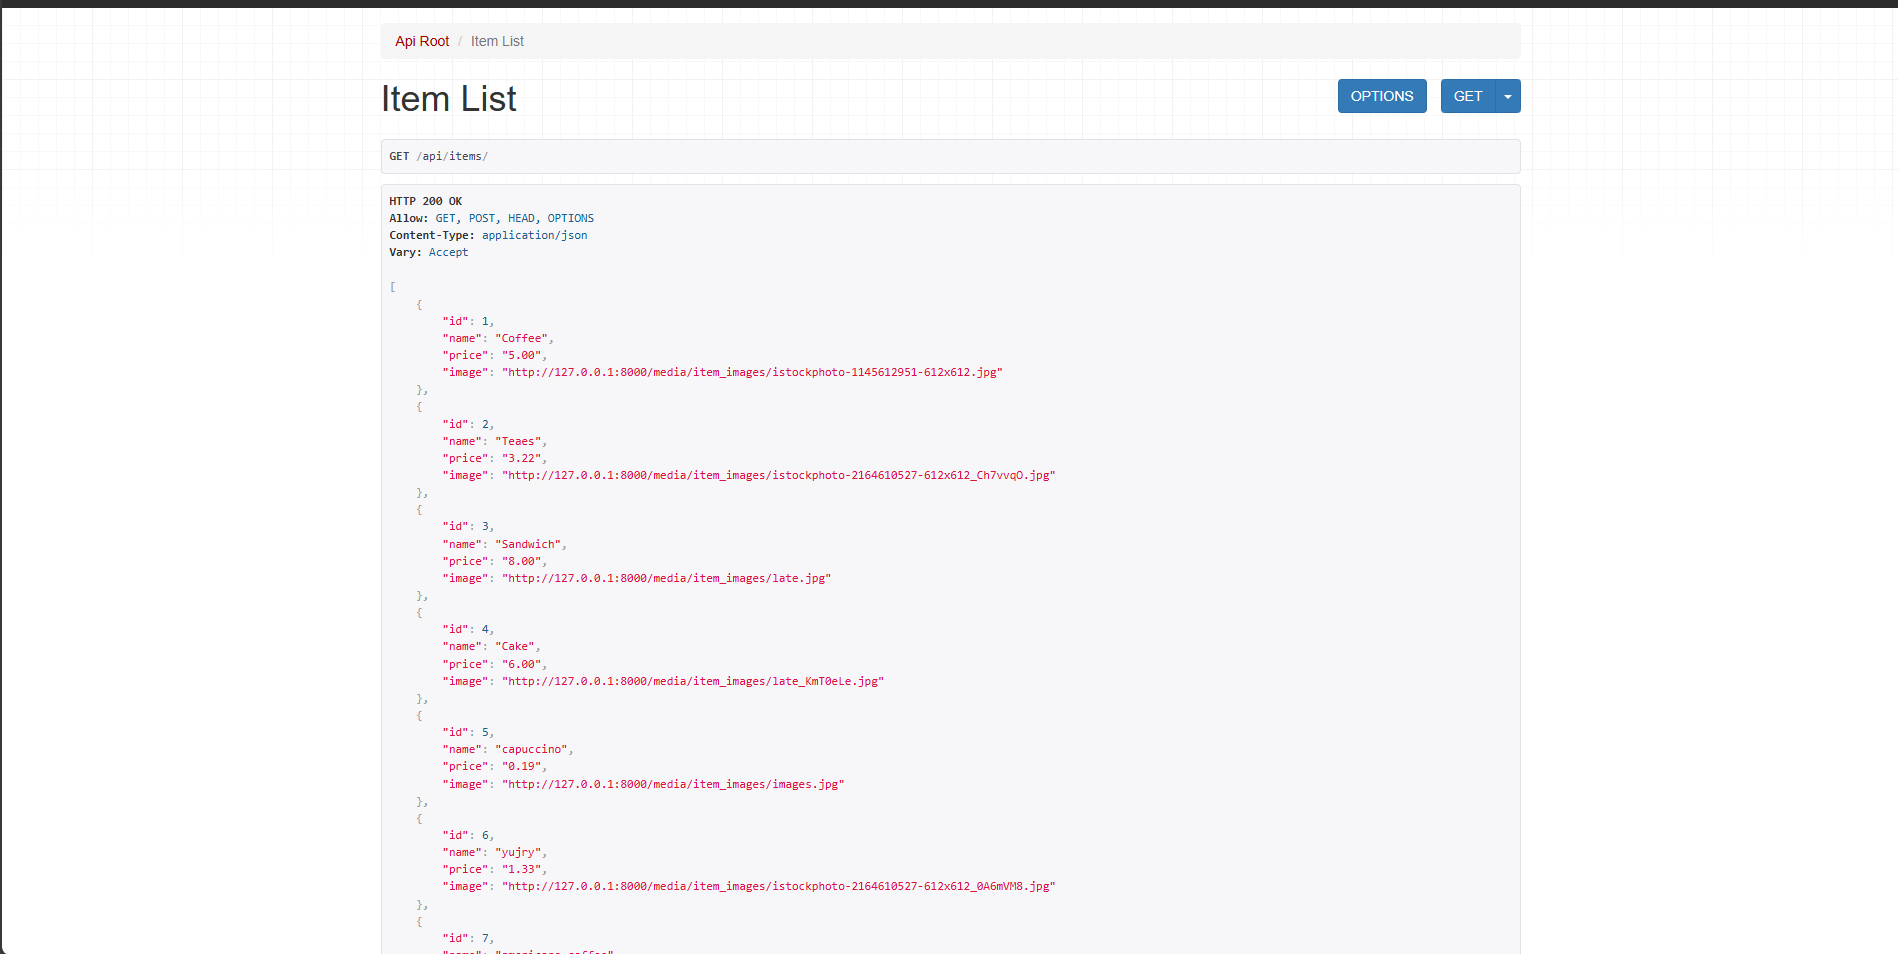 Api Root / Item List
Item List
OPTIONS GET
GET /api/items/
HTTP 200 OK
Allow: GET, POST, HEAD, OPTIONS
Content-Type: application/json
Vary: Accept
[
{
"id": 1,
"name": "Coffee",
"price": "5.00",
"image": "http://127.0.0.1:8000/media/item_images/istockphoto-1145612951-612x612.jpg"
},
{
"id": 2,
"name": "Teaes",
"price": "3.22",
"image": "http://127.0.0.1:8000/media/item_images/istockphoto-2164610527-612x612_Ch7vvqO.jpg"
},
{
"id": 3,
"name": "Sandwich",
"price": "8.00",
"image": "http://127.0.0.1:8000/media/item_images/late.jpg"
},
{
"id": 4,
"name": "Cake",
"price": "6.00",
"image": "http://127.0.0.1:8000/media/item_images/late_KmT0eLe.jpg"
},
{
"id": 5,
"name": "capuccino",
"price": "0.19",
"image": "http://127.0.0.1:8000/media/item_images/images.jpg"
},
{
"id": 6,
"name": "yujry",
"price": "1.33",
"image": "http://127.0.0.1:8000/media/item_images/istockphoto-2164610527-612x612_0A6mVM8.jpg"
},
{
"id": 7,